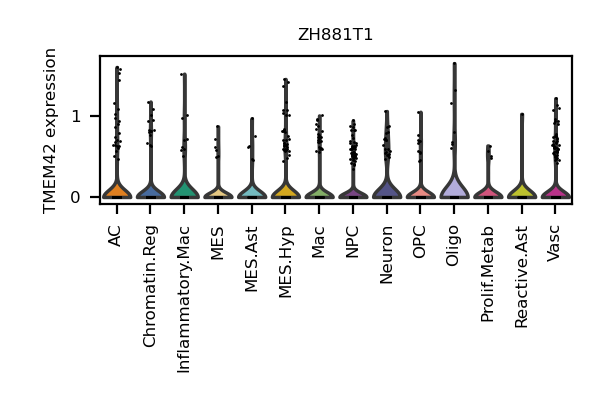 ZH881T1
TMEM42 expression
1
0
AC
Chromatin.Reg
Inflammatory.Mac
MES
MES.Ast
MES.Hyp
Mac
NPC
Neuron
OPC
Oligo
Prolif.Metab
Reactive.Ast
Vasc